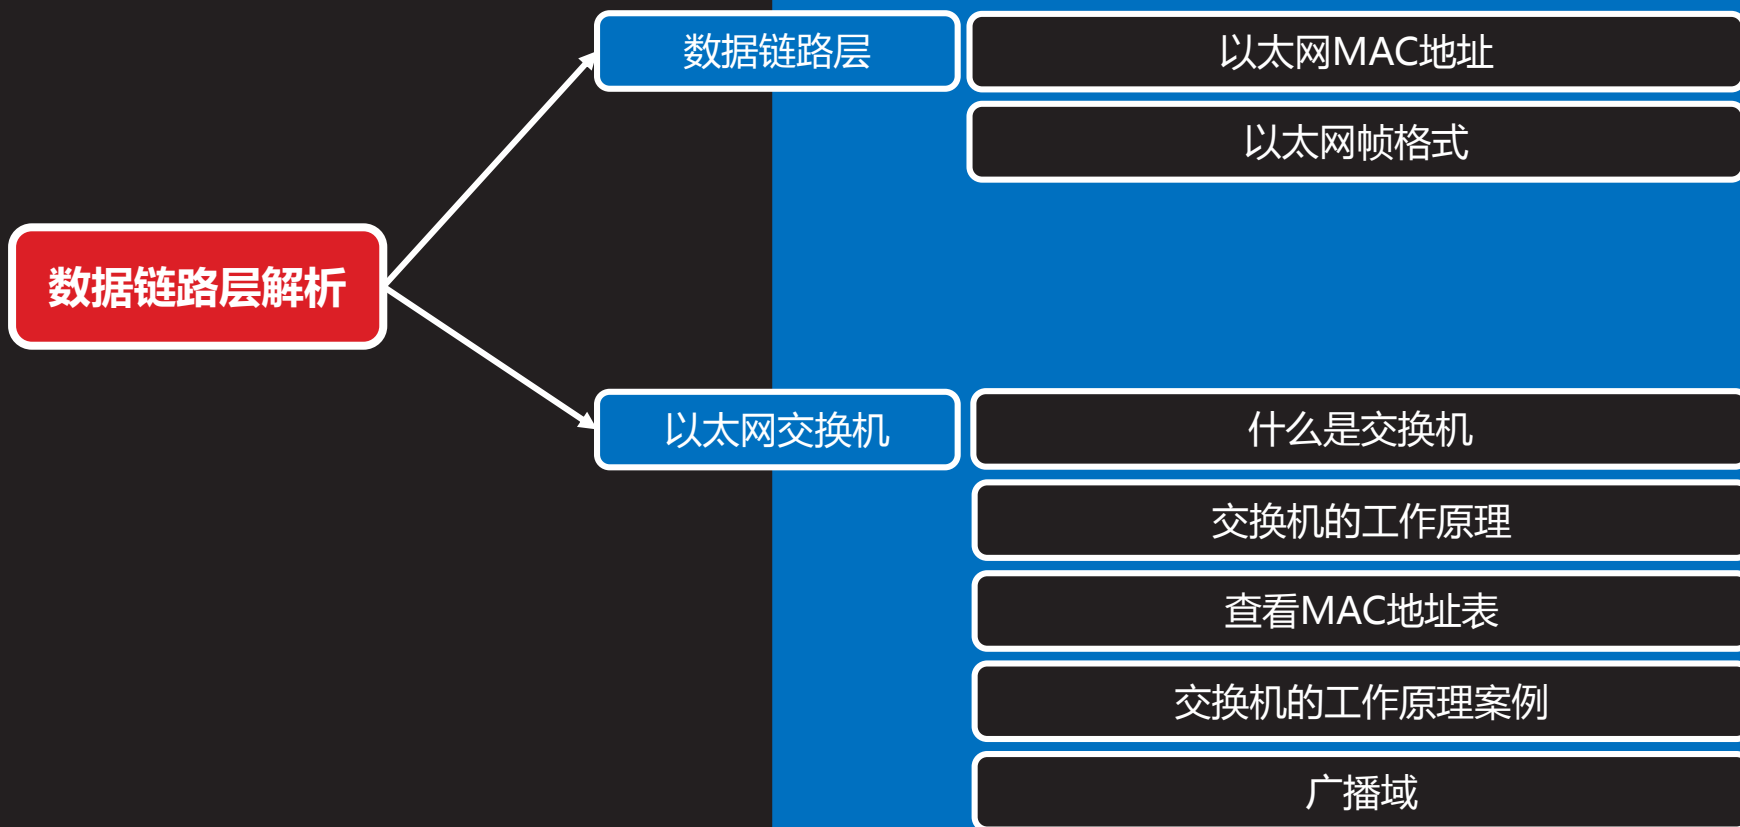 数据链路层解析
数据链路层
以太网MAC地址
以太网帧格式
以太网交换机
什么是交换机
交换机的工作原理
查看MAC地址表
交换机的工作原理案例
广播域